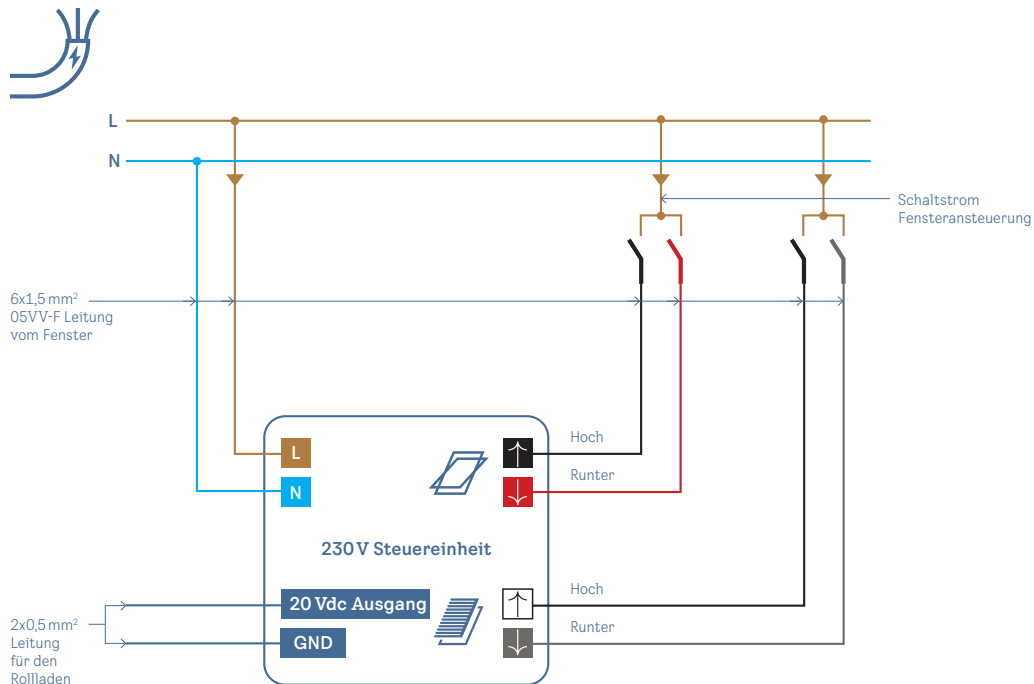 L
N
Schaltstrom
Fensteransteuerung
6x1,5 mm²
05VV-F Leitung
vom Fenster
L
N
Hoch
Runter
230 V Steuereinheit
20 Vdc Ausgang
GND
Hoch
Runter
2x0,5 mm²
Leitung
für den
Rollladen